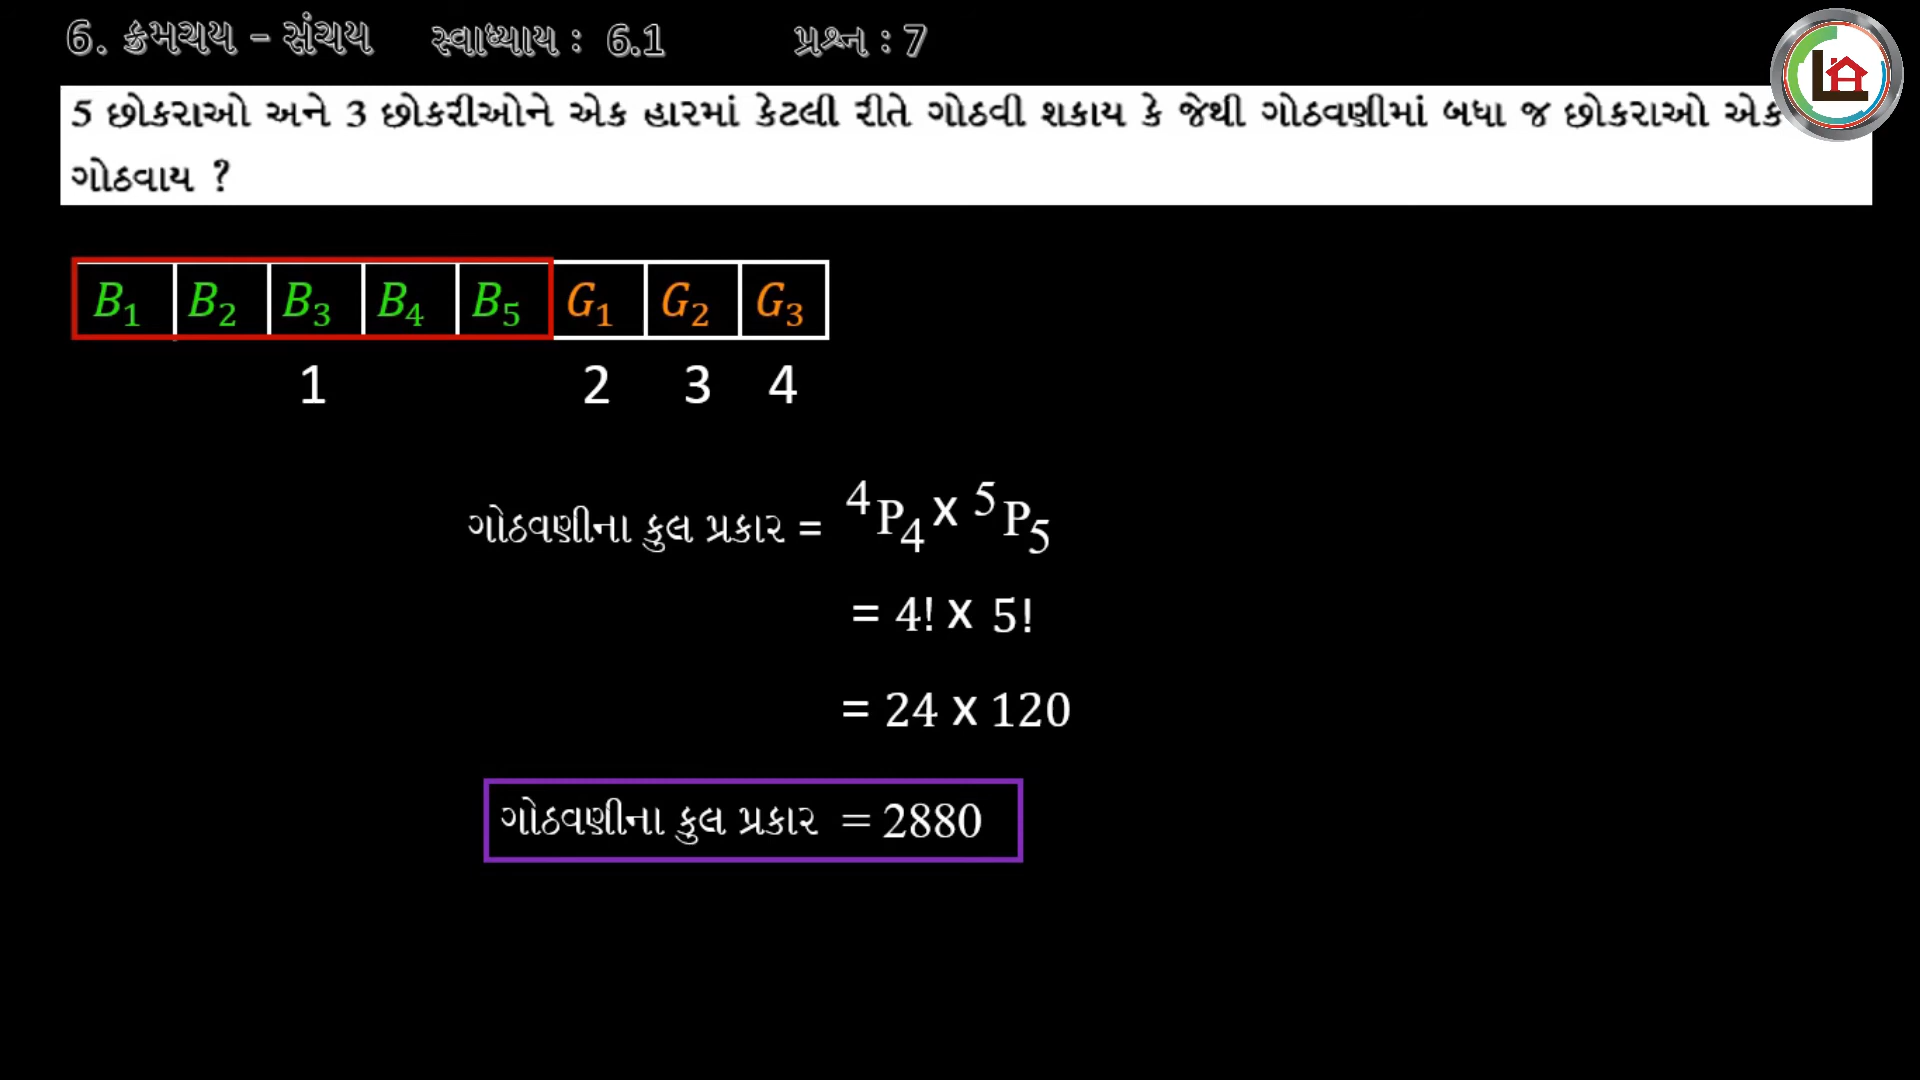 6. ક્રમચય - સંચય સ્વાધ્યાય : 6.1 પ્રશ્ન : 7
5 છોકરાઓ અને 3 છોકરીઓને એક હારમાં કેટલી રીતે ગોઠવી શકાય કે જેથી ગોઠવણીમાં બધા જ છોકરાઓ એક
ગોઠવાય ?
B₁ B₂ B₃ B₄ B₅ G₁ G₂ G₃
1 2 3 4
ગોઠવણીના કુલ પ્રકાર = ⁴P₄ x ⁵P₅
= 4! x 5!
= 24 x 120
ગોઠવણીના કુલ પ્રકાર = 2880